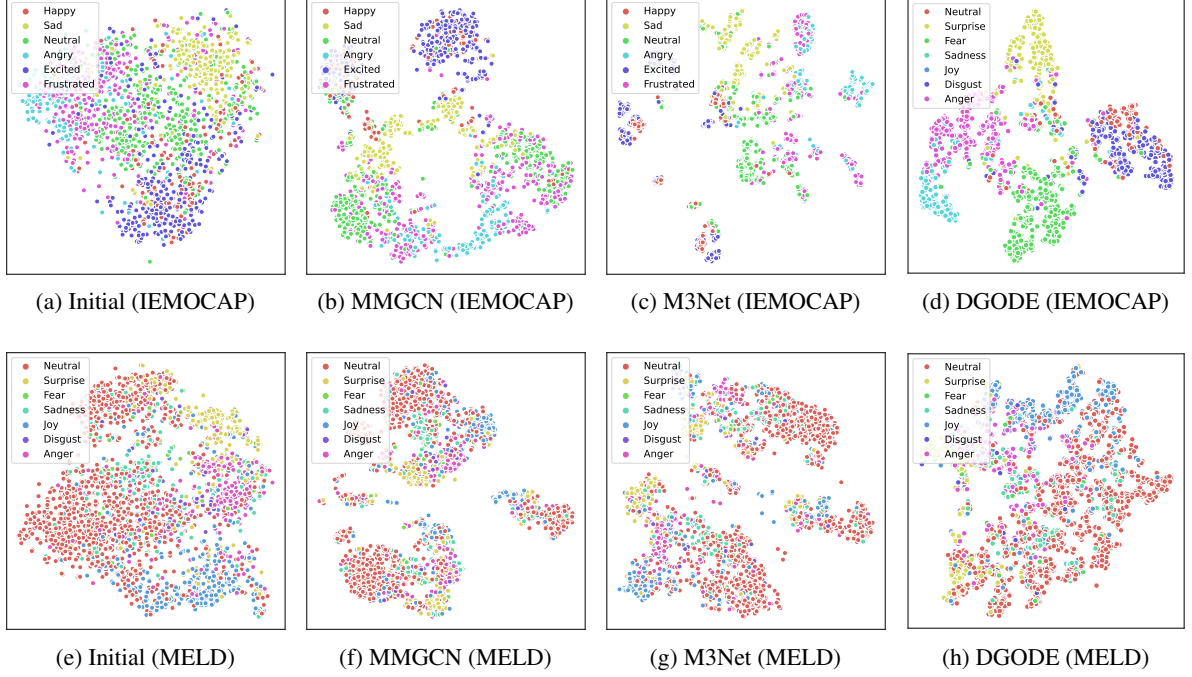 Happy
Sad
Neutral
Angry
Excited
Frustrated
Happy
Sad
Neutral
Angry
Excited
Frustrated
Happy
Sad
Neutral
Angry
Excited
Frustrated
Neutral
Surprise
Fear
Sadness
Joy
Disgust
Anger
(a) Initial (IEMOCAP)
(b) MMGCN (IEMOCAP)
(c) M3Net (IEMOCAP)
(d) DGODE (IEMOCAP)
Neutral
Surprise
Fear
Sadness
Joy
Disgust
Anger
Neutral
Surprise
Fear
Sadness
Joy
Disgust
Anger
Neutral
Surprise
Fear
Sadness
Joy
Disgust
Anger
Neutral
Surprise
Fear
Sadness
Joy
Disgust
Anger
(e) Initial (MELD)
(f) MMGCN (MELD)
(g) M3Net (MELD)
(h) DGODE (MELD)